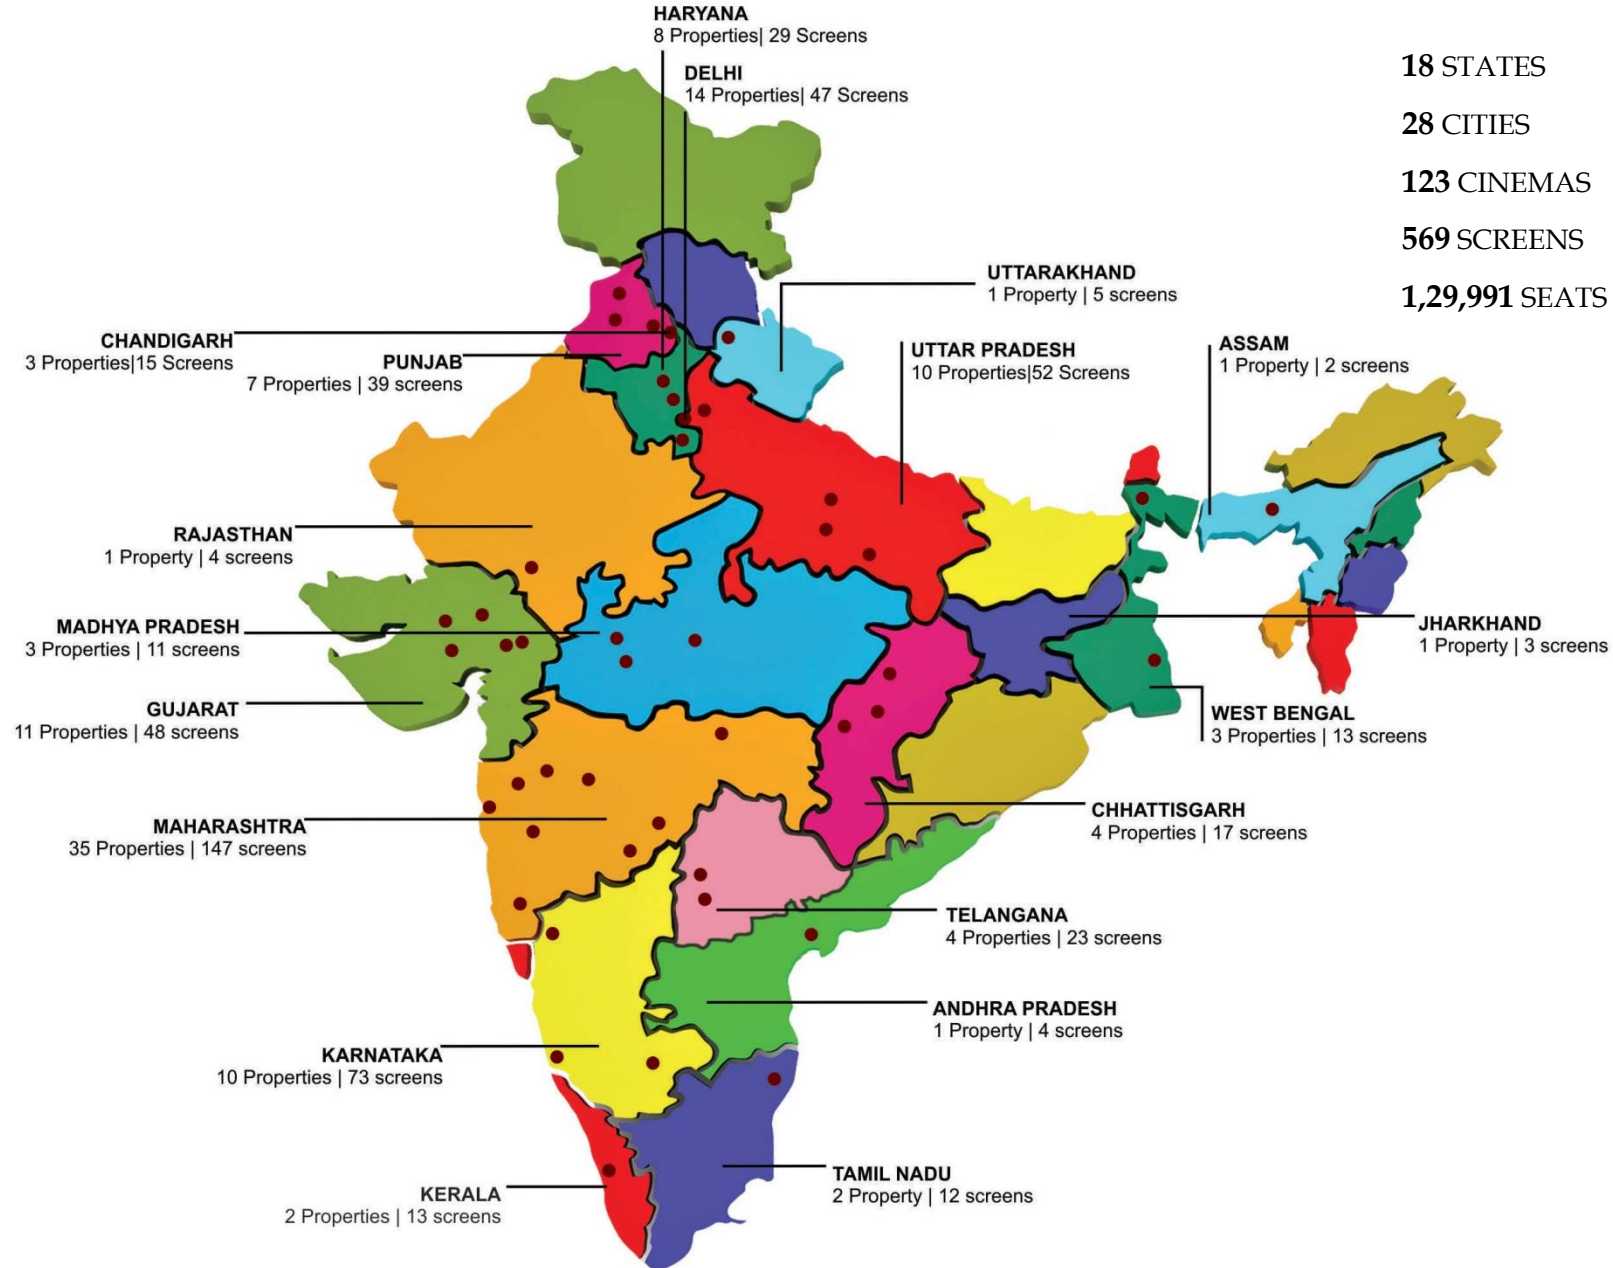 HARYANA
8 Properties| 29 Screens
DELHI
14 Properties| 47 Screens
18 STATES
28 CITIES
123 CINEMAS
569 SCREENS
1,29,991 SEATS
UTTARAKHAND
1 Property | 5 screens
CHANDIGARH
3 Properties|15 Screens
PUNJAB
7 Properties | 39 screens
UTTAR PRADESH
10 Properties|52 Screens
ASSAM
1 Property | 2 screens
RAJASTHAN
1 Property | 4 screens
MADHYA PRADESH
3 Properties | 11 screens
JHARKHAND
1 Property | 3 screens
GUJARAT
11 Properties | 48 screens
WEST BENGAL
3 Properties | 13 screens
MAHARASHTRA
35 Properties | 147 screens
CHHATTISGARH
4 Properties | 17 screens
TELANGANA
4 Properties | 23 screens
ANDHRA PRADESH
1 Property | 4 screens
KARNATAKA
10 Properties | 73 screens
TAMIL NADU
2 Property | 12 screens
KERALA
2 Properties | 13 screens